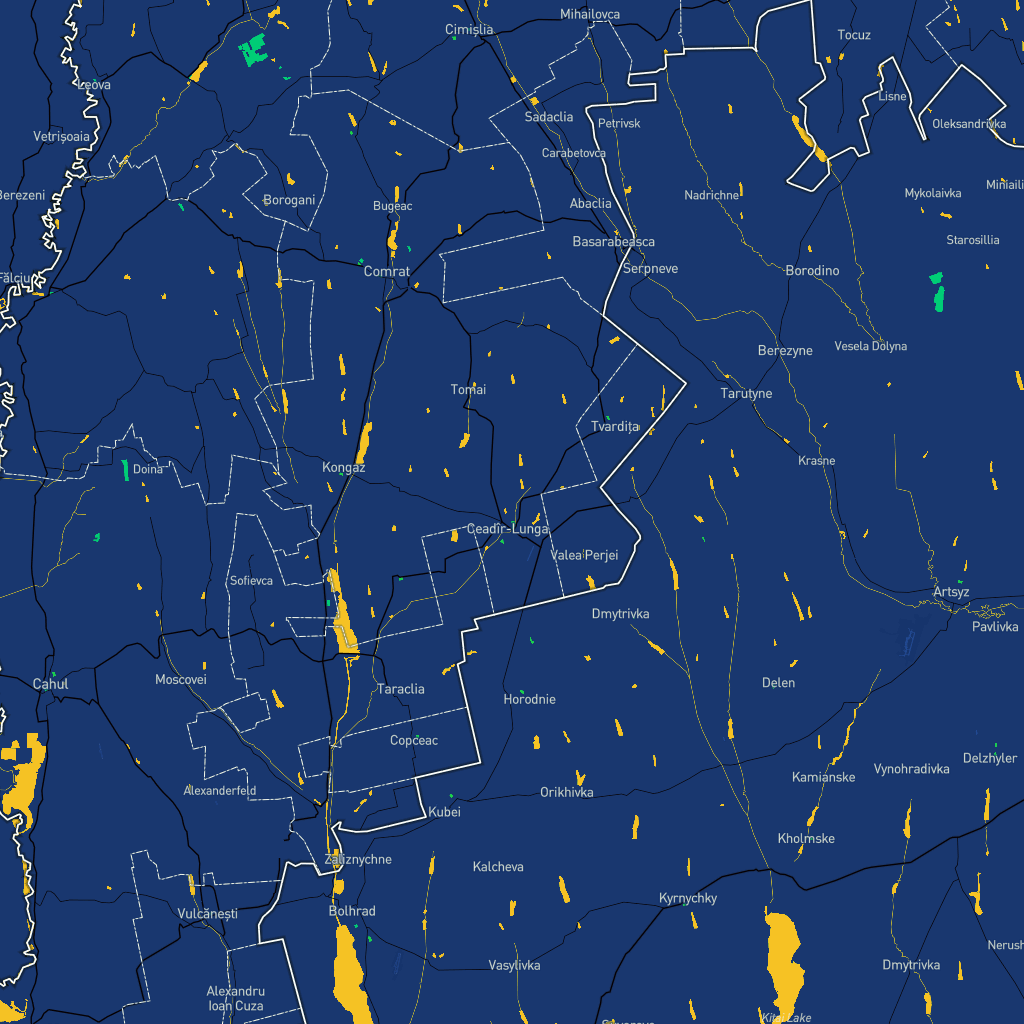 Mihailovca
Cimișlia
Tocuz
Leova
Lisne
Sadaclia
Petrivsk
Oleksandrivka
Vetrișoaia
Carabetovca
Berezeni
Borogani
Bugeac
Abaclia
Nadrichne
Mykolaivka
Basarabeasca
Starosillia
Fălciu
Comrat
Serpneve
Borodino
Berezyne
Vesela Dolyna
Tomai
Tarutyne
Tvardița
Doina
Kongaz
Krasne
Ceadîr-Lunga
Valea Perjei
Sofievca
Artsyz
Dmytrivka
Pavlivka
Cahul
Moscovei
Taraclia
Delen
Horodnie
Copceac
Delzhyler
Vynohradivka
Kamianske
Alexanderfeld
Orikhivka
Kubei
Kholmske
Zaliznychne
Kalcheva
Kyrnychky
Vulcănești
Bolhrad
Vasylivka
Dmytrivka
Alexandru
Ioan Cuza
Kitai Lake